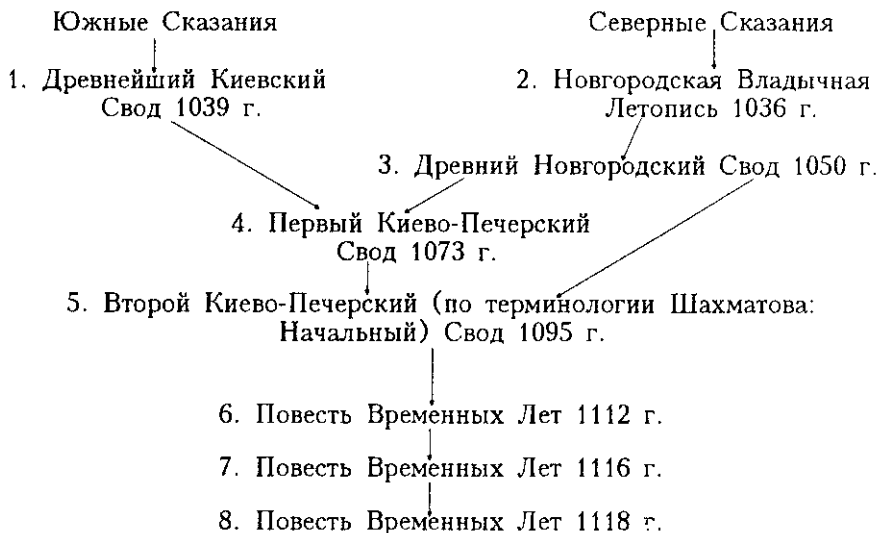 Южные Сказания
Северные Сказания
1. Древнейший Киевский
Свод 1039 г.
2. Новгородская Владычная
Летопись 1036 г.
3. Древний Новгородский Свод 1050 г.
4. Первый Киево-Печерский
Свод 1073 г.
5. Второй Киево-Печерский (по терминологии Шахматова:
Начальный) Свод 1095 г.
6. Повесть Временных Лет 1112 г.
7. Повесть Временных Лет 1116 г.
8. Повесть Временных Лет 1118 г.